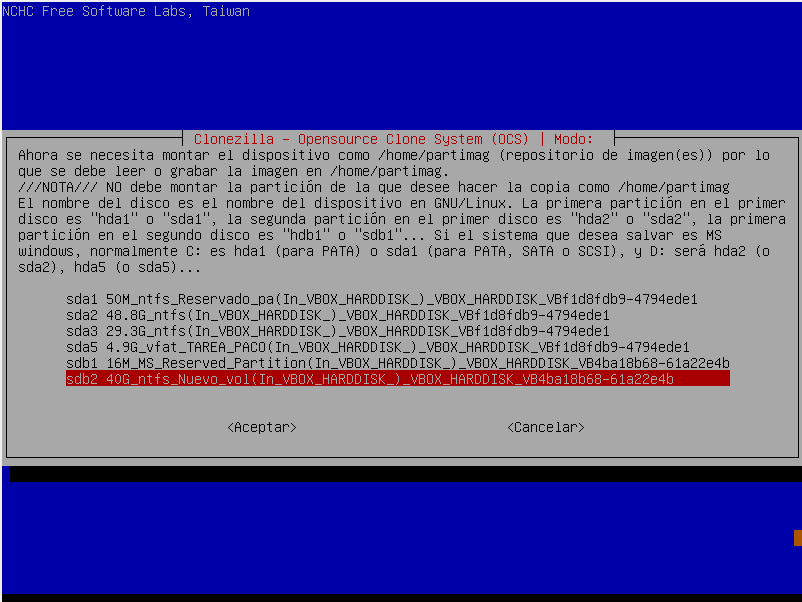 NCHC Free Software Labs, Taiwan
Clonezilla - Opensource Clone System (OCS) | Modo:
Ahora se necesita montar el dispositivo como /home/partimag (repositorio de imagen(es)) por lo
que se debe leer o grabar la imagen en /home/partimag.
///NOTA/// NO debe montar la partición de la que desee hacer la copia como /home/partimag
El nombre del disco es el nombre del dispositivo en GNU/Linux. La primera partición en el primer
disco es "hda1" o "sda1", la segunda partición en el primer disco es "hda2" o "sda2", la primera
partición en el segundo disco es "hdb1" o "sdb1"... Si el sistema que desea salvar es MS
windows, normalmente C: es hda1 (para PATA) o sda1 (para PATA, SATA o SCSI), y D: será hda2 (o
sda2), hda5 (o sda5)...
sda1 50M_ntfs_Reservado_pa(In_VBOX_HARDDISK_)_VBOX_HARDDISK_VBf1d8fdb9-4794ede1
sda2 48.8G_ntfs(In_VBOX_HARDDISK_)_VBOX_HARDDISK_VBf1d8fdb9-4794ede1
sda3 29.3G_ntfs(In_VBOX_HARDDISK_)_VBOX_HARDDISK_VBf1d8fdb9-4794ede1
sda5 4.9G_vfat_TAREA_PACO(In_VBOX_HARDDISK_)_VBOX_HARDDISK_VBf1d8fdb9-4794ede1
sdb1 16M_MS_Reserved_Partition(In_VBOX_HARDDISK_)_VBOX_HARDDISK_VB4ba18b68-61a22e4b
sdb2 40G_ntfs_Nuevo_vol(In_VBOX_HARDDISK_)_VBOX_HARDDISK_VB4ba18b68-61a22e4b
<Aceptar> <Cancelar>